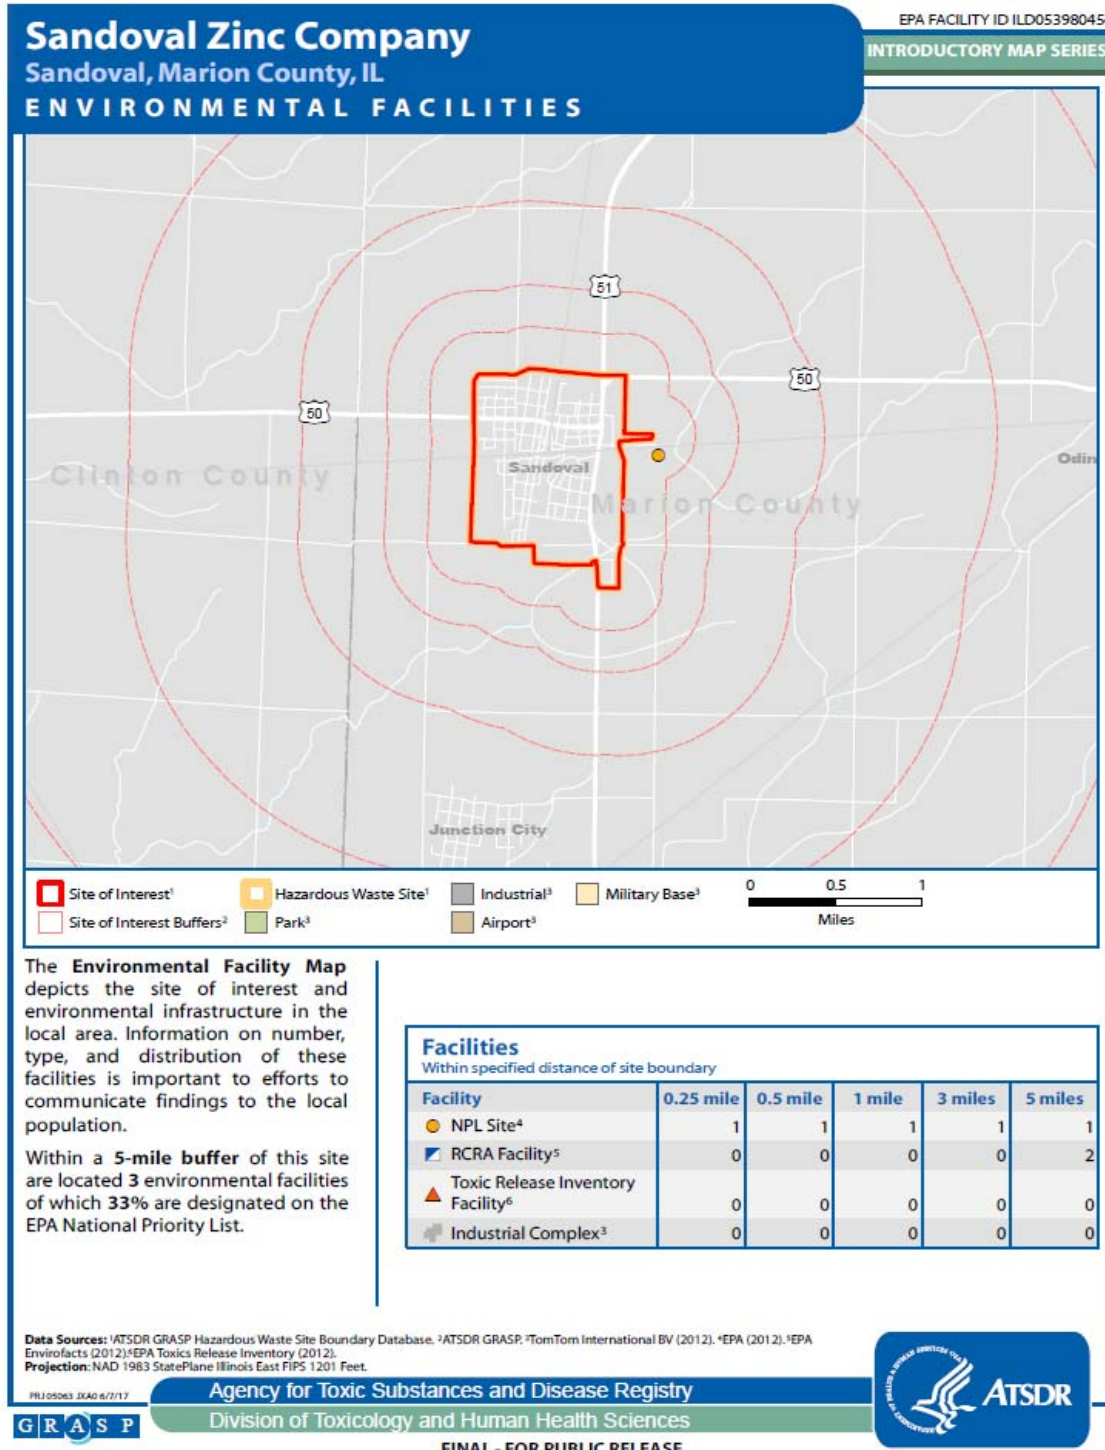 Sandoval Zinc Company
Sandoval, Marion County, IL
ENVIRONMENTAL FACILITIES
EPA FACILITY ID ILD05398045
INTRODUCTORY MAP SERIES
51
50
50
Clinton County
Sandoval
Marion County
Odin
Junction City
Site of Interest¹
Hazardous Waste Site¹
Industrial³
Military Base³
Site of Interest Buffers²
Park³
Airport³
0 0.5 1
Miles
The Environmental Facility Map
depicts the site of interest and
environmental infrastructure in the
local area. Information on number,
type, and distribution of these
facilities is important to efforts to
communicate findings to the local
population.
Within a 5-mile buffer of this site
are located 3 environmental facilities
of which 33% are designated on the
EPA National Priority List.
Facilities
Within specified distance of site boundary
Facility 0.25 mile 0.5 mile 1 mile 3 miles 5 miles
NPL Site⁴ 1 1 1 1 1
RCRA Facility⁵ 0 0 0 0 2
Toxic Release Inventory
Facility⁶ 0 0 0 0 0
Industrial Complex³ 0 0 0 0 0
Data Sources: ¹ATSDR GRASP Hazardous Waste Site Boundary Database. ²ATSDR GRASP. ³TomTom International BV (2012). ⁴EPA (2012). ⁵EPA
Envirofacts (2012)⁶EPA Toxics Release Inventory (2012).
Projection: NAD 1983 StatePlane Illinois East FIPS 1201 Feet.
PRJ 05063 JXA0 6/7/17
Agency for Toxic Substances and Disease Registry
GRASP
Division of Toxicology and Human Health Sciences
ATSDR
FINAL - FOR PUBLIC RELEASE